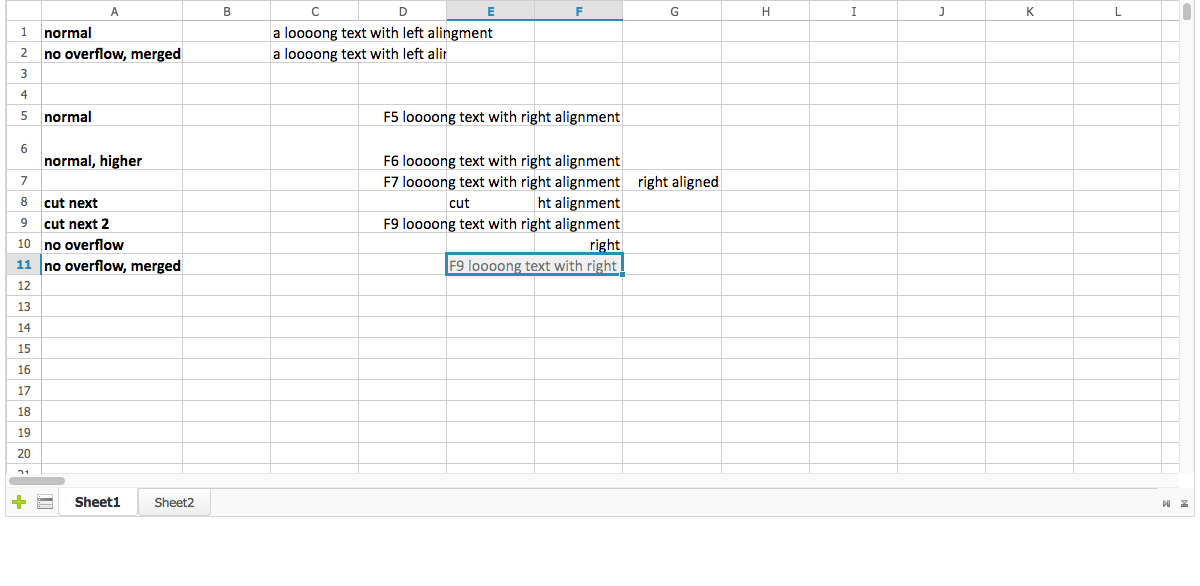 A B C D E F G H I J K L
1 normal a loooong text with left alingment
2 no overflow, merged a loooong text with left alin
3
4
5 normal F5 loooong text with right alignment
6 normal, higher F6 loooong text with right alignment
7 F7 loooong text with right alignment right aligned
8 cut next cut ht alignment
9 cut next 2 F9 loooong text with right alignment
10 no overflow right
11 no overflow, merged F9 loooong text with right
12
13
14
15
16
17
18
19
20
21
Sheet1 Sheet2